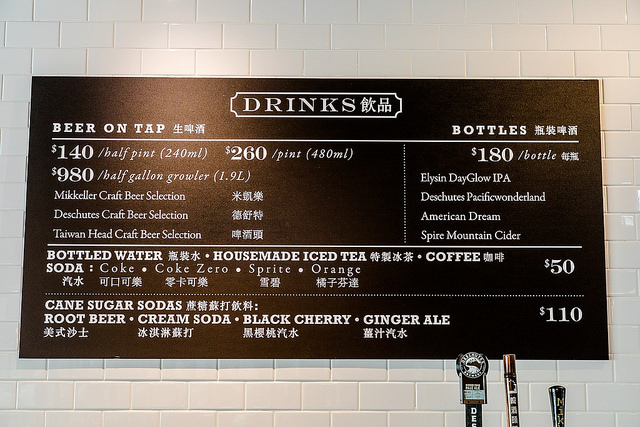 DRINKS 飲品
BEER ON TAP 生啤酒
$140 /half pint (240ml) $260 /pint (480ml)
$980 /half gallon growler (1.9L)
Mikkeller Craft Beer Selection 米凱樂
Deschutes Craft Beer Selection 德舒特
Taiwan Head Craft Beer Selection 啤酒頭
BOTTLES 瓶裝啤酒
$180 /bottle 每瓶
Elysin DayGlow IPA
Deschutes Pacificwonderland
American Dream
Spire Mountain Cider
BOTTLED WATER 瓶裝水 • HOUSEMADE ICED TEA 特製冰茶 • COFFEE 咖啡 $50
SODA : Coke • Coke Zero • Sprite • Orange
汽水 可口可樂 零卡可樂 雪碧 橘子芬達
CANE SUGAR SODAS 蔗糖蘇打飲料: $110
ROOT BEER • CREAM SODA • BLACK CHERRY • GINGER ALE
美式沙士 冰淇淋蘇打 黑櫻桃汽水 薑汁汽水
DES